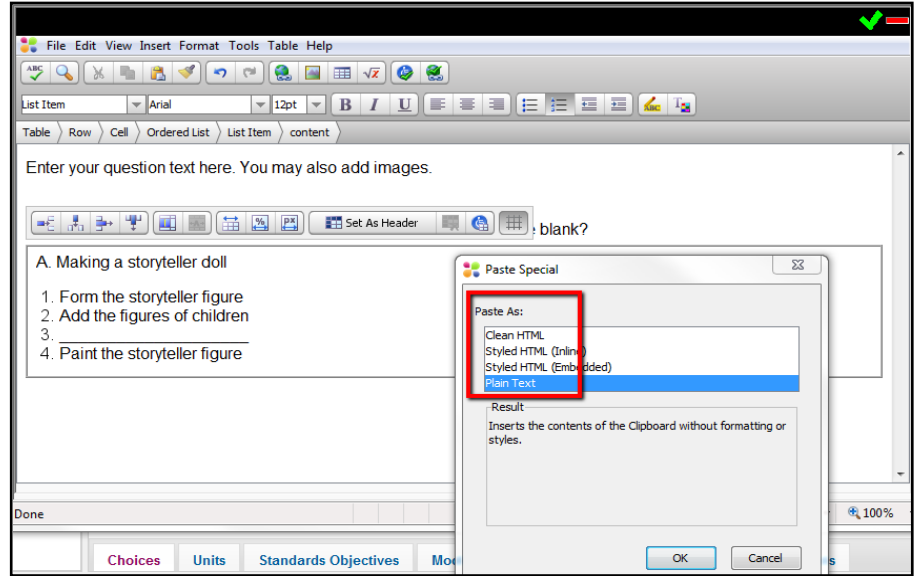 File Edit View Insert Format Tools Table Help
ABC
List Item Arial 12pt B I U ABC T
Table Row Cell Ordered List List Item content
Enter your question text here. You may also add images.
% PX Set As Header blank?
A. Making a storyteller doll
1. Form the storyteller figure
2. Add the figures of children
3. ____________________
4. Paint the storyteller figure
Paste Special
Paste As:
Clean HTML
Styled HTML (Inline)
Styled HTML (Embedded)
Plain Text
Result
Inserts the contents of the Clipboard without formatting or
styles.
OK Cancel
Done 100%
Choices Units Standards Objectives